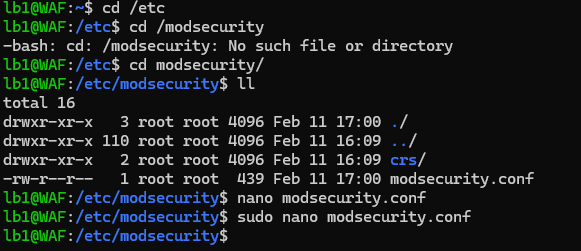 lb1@WAF:~$ cd /etc
lb1@WAF:/etc$ cd /modsecurity
-bash: cd: /modsecurity: No such file or directory
lb1@WAF:/etc$ cd modsecurity/
lb1@WAF:/etc/modsecurity$ ll
total 16
drwxr-xr-x   3 root root 4096 Feb 11 17:00 ./
drwxr-xr-x 110 root root 4096 Feb 11 16:09 ../
drwxr-xr-x   2 root root 4096 Feb 11 16:09 crs/
-rw-r--r--   1 root root  439 Feb 11 17:00 modsecurity.conf
lb1@WAF:/etc/modsecurity$ nano modsecurity.conf
lb1@WAF:/etc/modsecurity$ sudo nano modsecurity.conf
lb1@WAF:/etc/modsecurity$